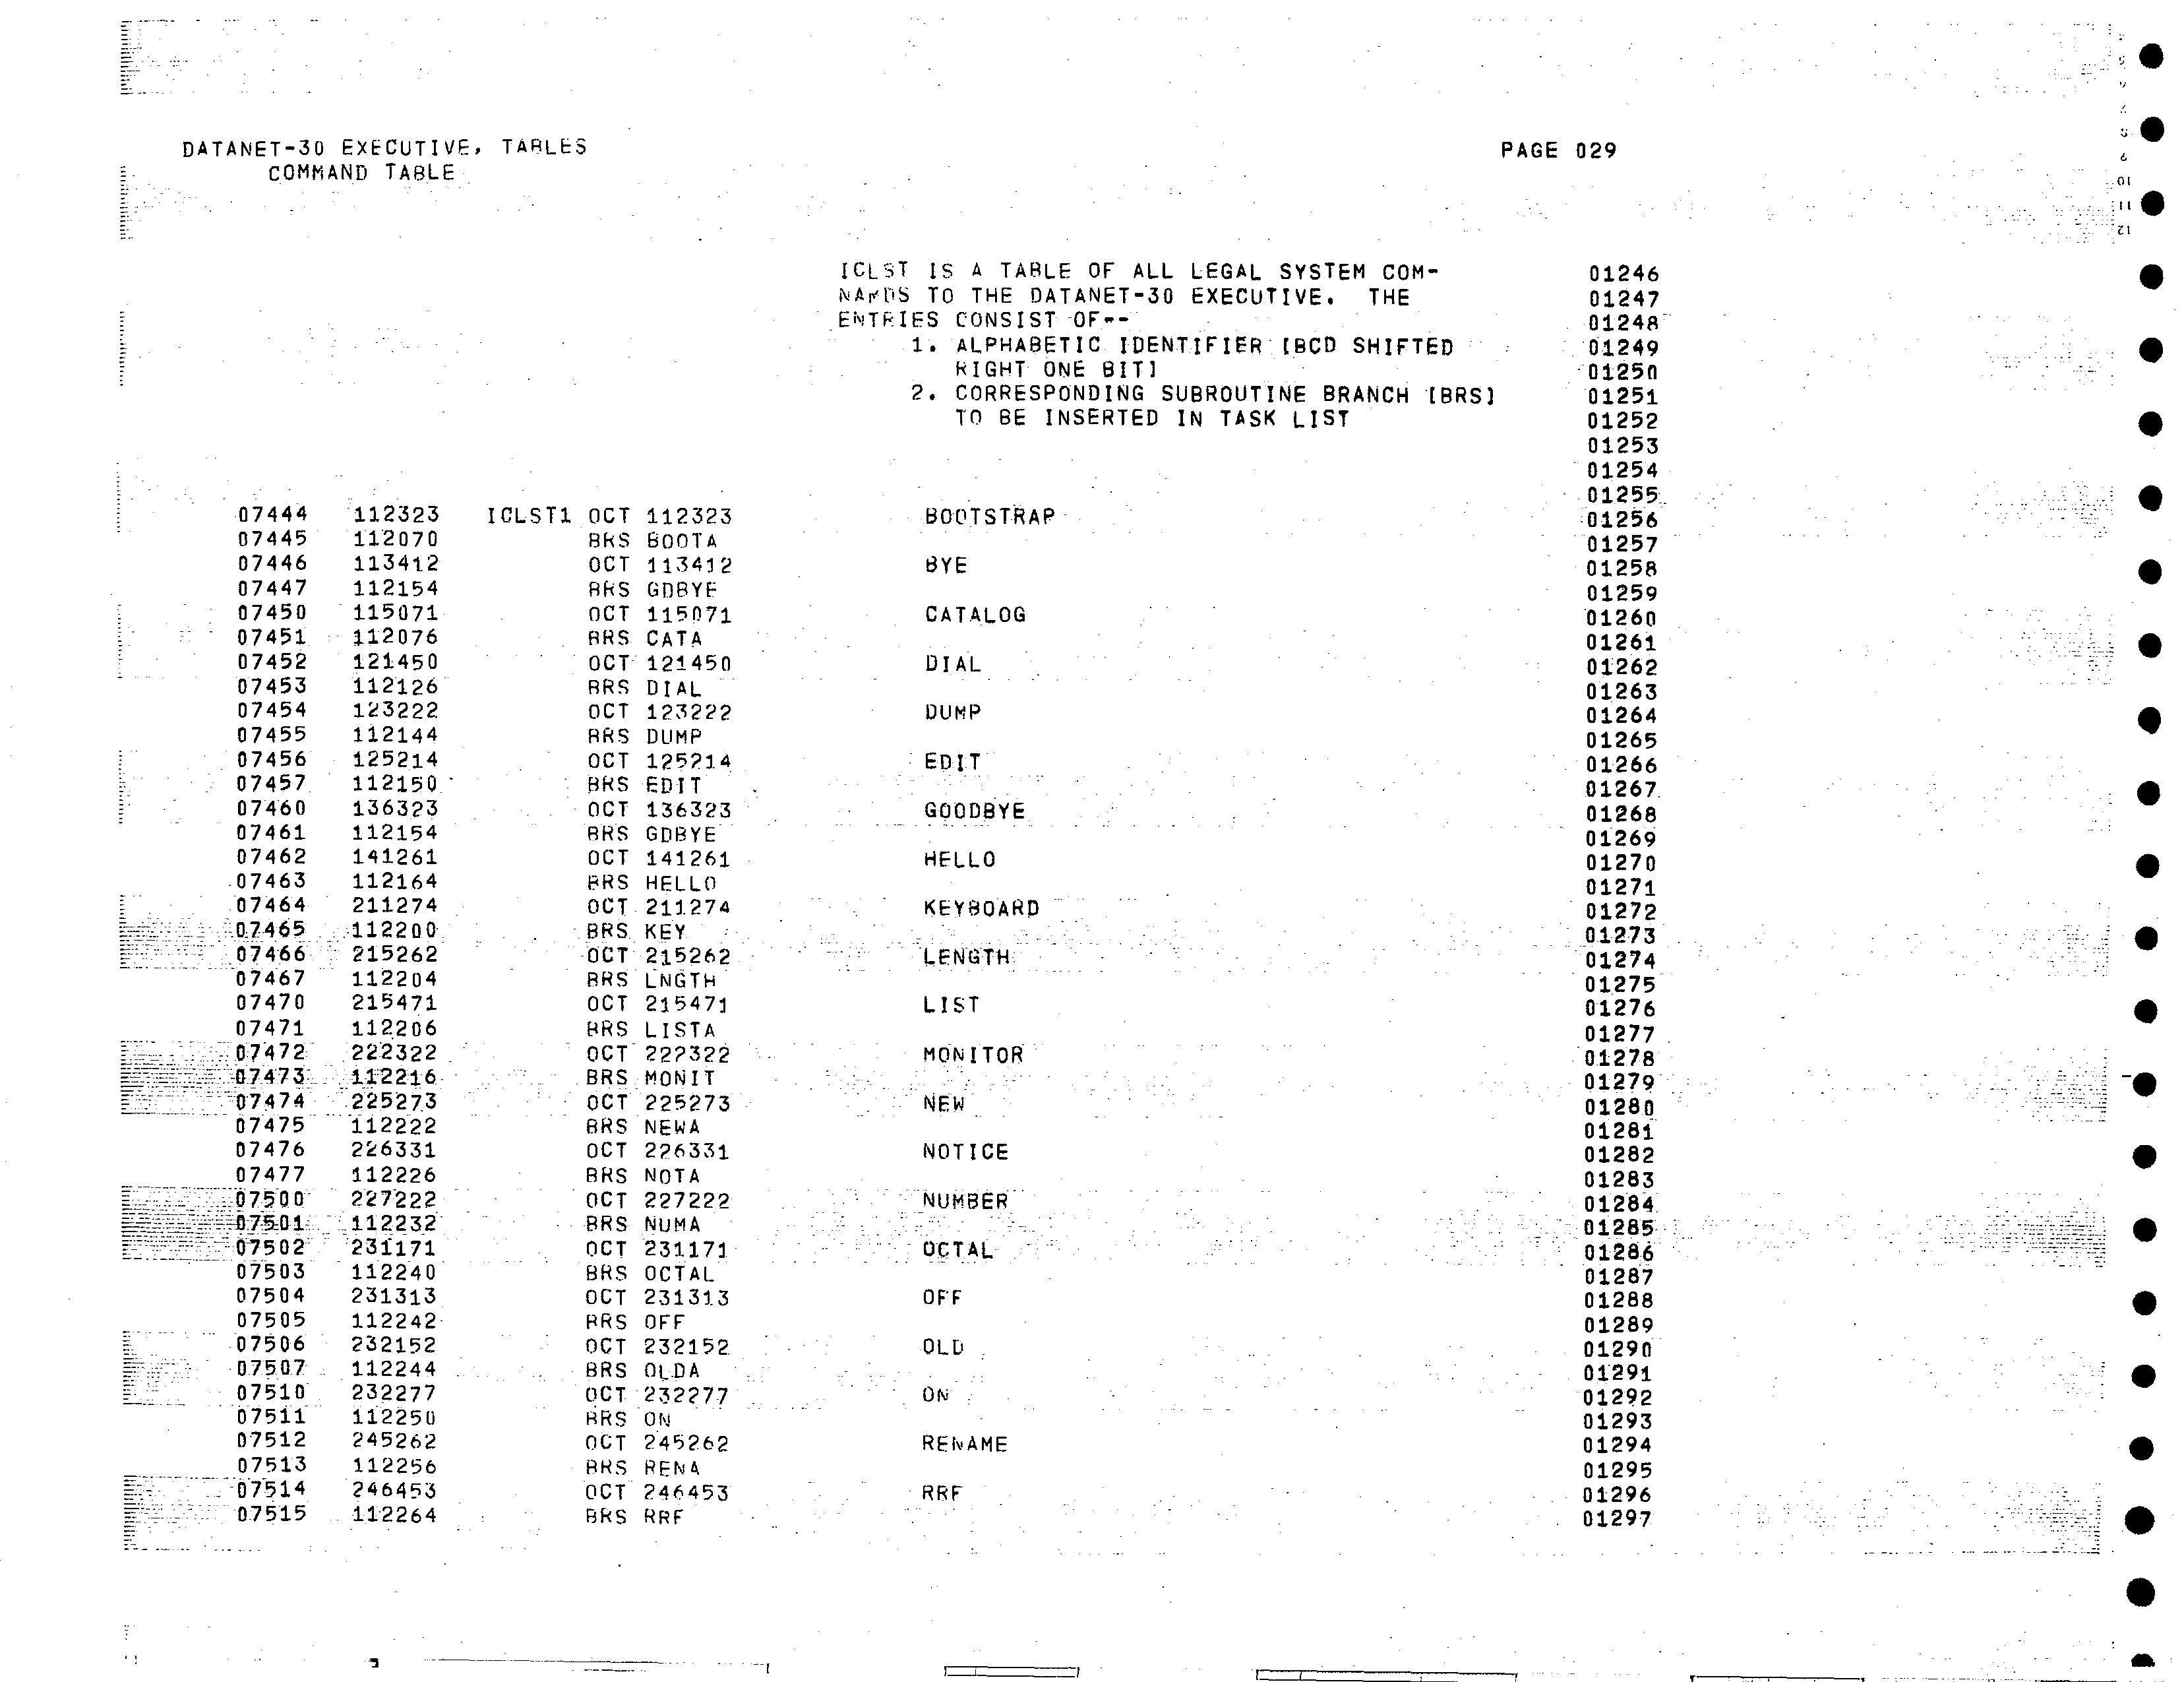 DATANET-30 EXECUTIVE, TABLES PAGE 029
COMMAND TABLE
ICLST IS A TABLE OF ALL LEGAL SYSTEM COM- 01246
NAMDS TO THE DATANET-30 EXECUTIVE. THE 01247
ENTRIES CONSIST OF-- 01248
1. ALPHABETIC IDENTIFIER [BCD SHIFTED 01249
RIGHT ONE BIT] 01250
2. CORRESPONDING SUBROUTINE BRANCH [BRS] 01251
TO BE INSERTED IN TASK LIST 01252
01253
01254
01255
07444 112323 ICLST1 OCT 112323 BOOTSTRAP 01256
07445 112070 BRS BOOTA 01257
07446 113412 OCT 113412 BYE 01258
07447 112154 BRS GDBYE 01259
07450 115071 OCT 115071 CATALOG 01260
07451 112076 BRS CATA 01261
07452 121450 OCT 121450 DIAL 01262
07453 112126 BRS DIAL 01263
07454 123222 OCT 123222 DUMP 01264
07455 112144 BRS DUMP 01265
07456 125214 OCT 125214 EDIT 01266
07457 112150 BRS EDIT 01267
07460 136323 OCT 136323 GOODBYE 01268
07461 112154 BRS GDBYE 01269
07462 141261 OCT 141261 HELLO 01270
07463 112164 BRS HELLO 01271
07464 211274 OCT 211274 KEYBOARD 01272
07465 112200 BRS KEY 01273
07466 215262 OCT 215262 LENGTH 01274
07467 112204 BRS LNGTH 01275
07470 215471 OCT 215471 LIST 01276
07471 112206 BRS LISTA 01277
07472 222322 OCT 222322 MONITOR 01278
07473 112216 BRS MONIT 01279
07474 225273 OCT 225273 NEW 01280
07475 112222 BRS NEWA 01281
07476 226331 OCT 226331 NOTICE 01282
07477 112226 BRS NOTA 01283
07500 227222 OCT 227222 NUMBER 01284
07501 112232 BRS NUMA 01285
07502 231171 OCT 231171 OCTAL 01286
07503 112240 BRS OCTAL 01287
07504 231313 OCT 231313 OFF 01288
07505 112242 BRS OFF 01289
07506 232152 OCT 232152 OLD 01290
07507 112244 BRS OLDA 01291
07510 232277 OCT 232277 ON 01292
07511 112250 BRS ON 01293
07512 245262 OCT 245262 RENAME 01294
07513 112256 BRS RENA 01295
07514 246453 OCT 246453 RRF 01296
07515 112264 BRS RRF 01297